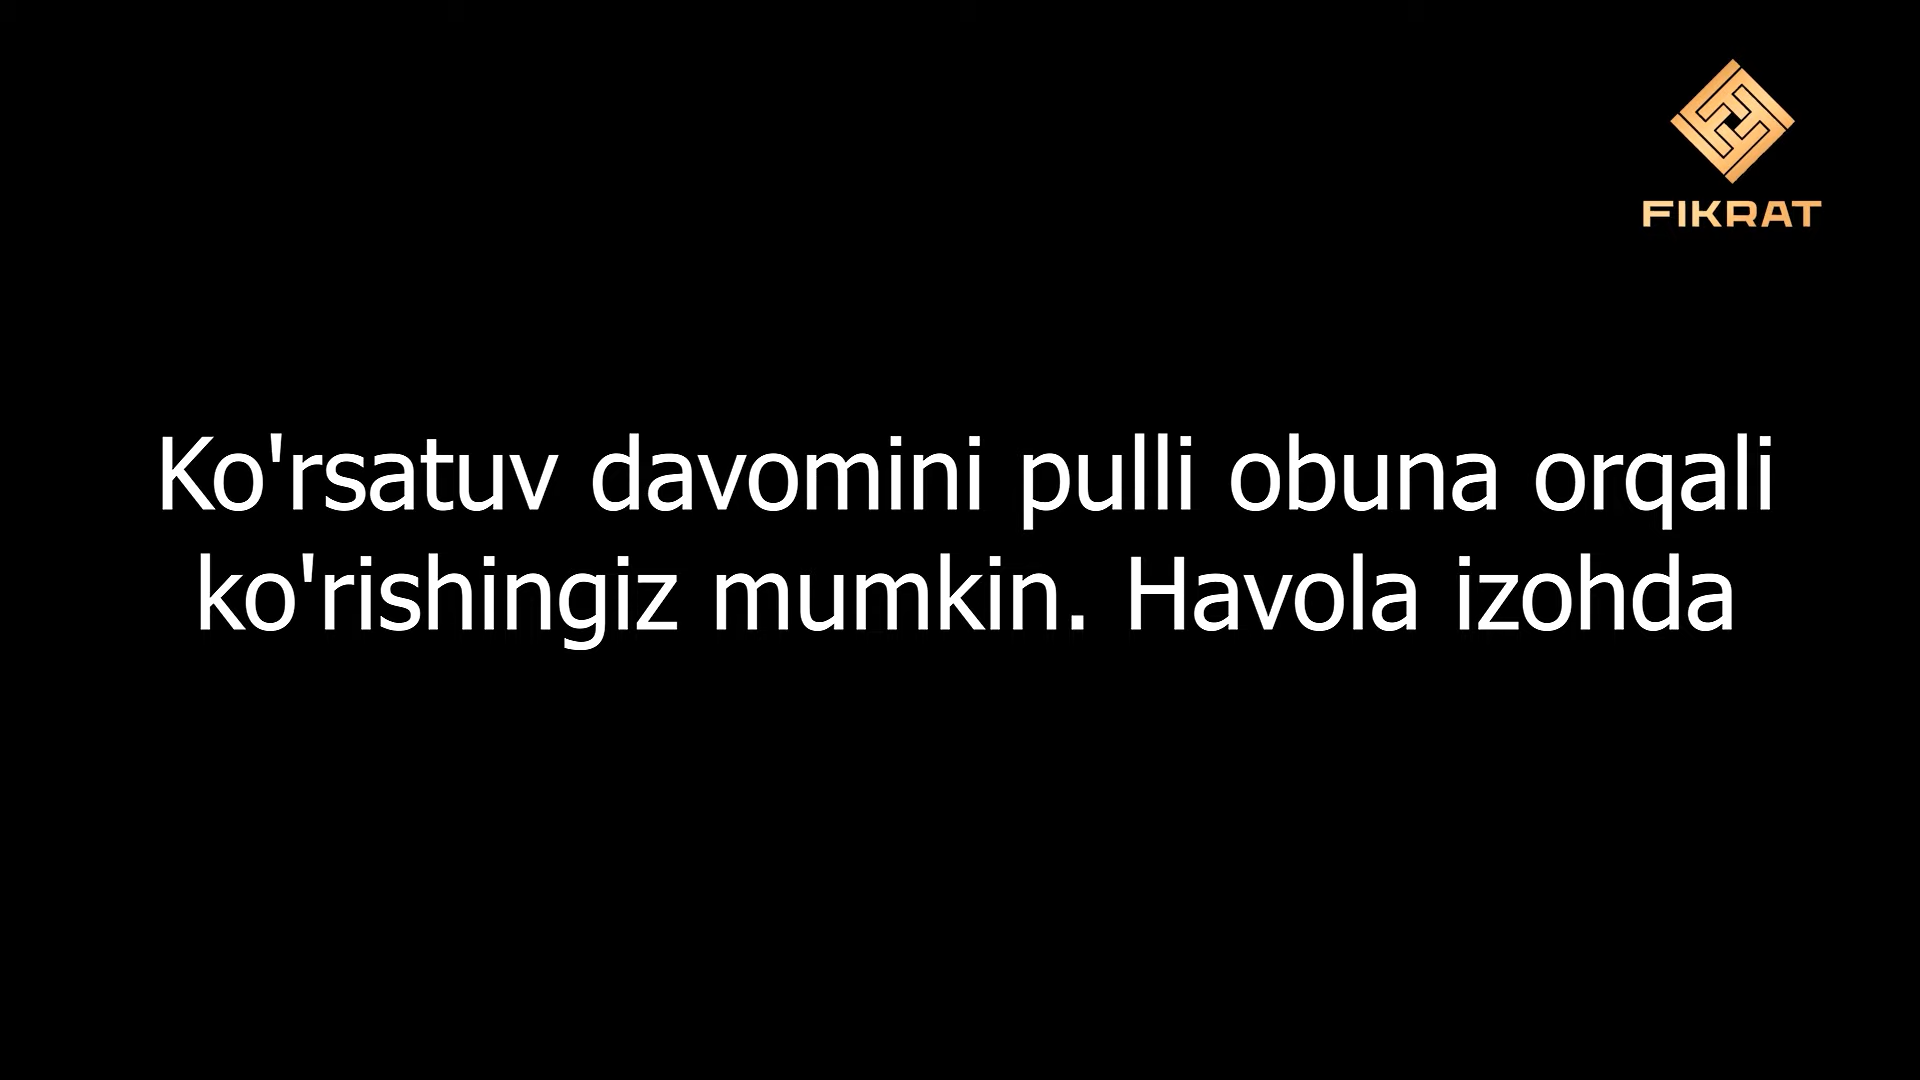 FIKRAT
Ko'rsatuv davomini pulli obuna orqali
ko'rishingiz mumkin. Havola izohda